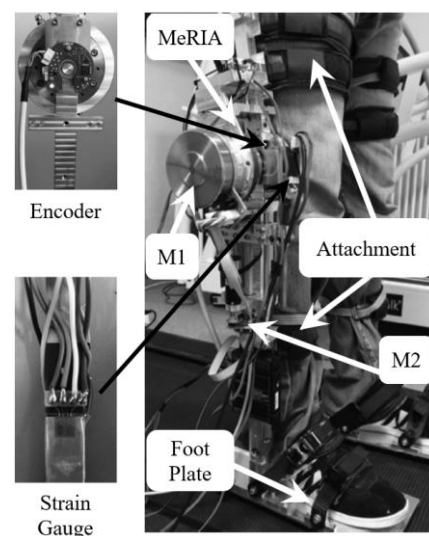 MeRIA
Encoder
M1
Attachment
M2
Foot
Plate
Strain
Gauge